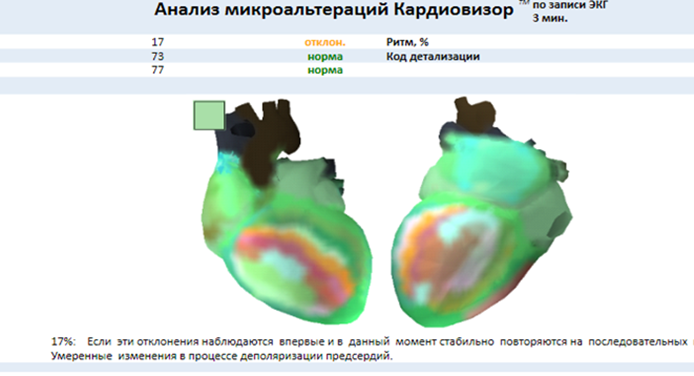 Анализ микроальтераций Кардиовизор ™ по записи ЭКГ
3 мин.
17 отклон. Ритм, %
73 норма Код детализации
77 норма
17%: Если эти отклонения наблюдаются впервые и в данный момент стабильно повторяются на последовательных
Умеренные изменения в процессе деполяризации предсердий.